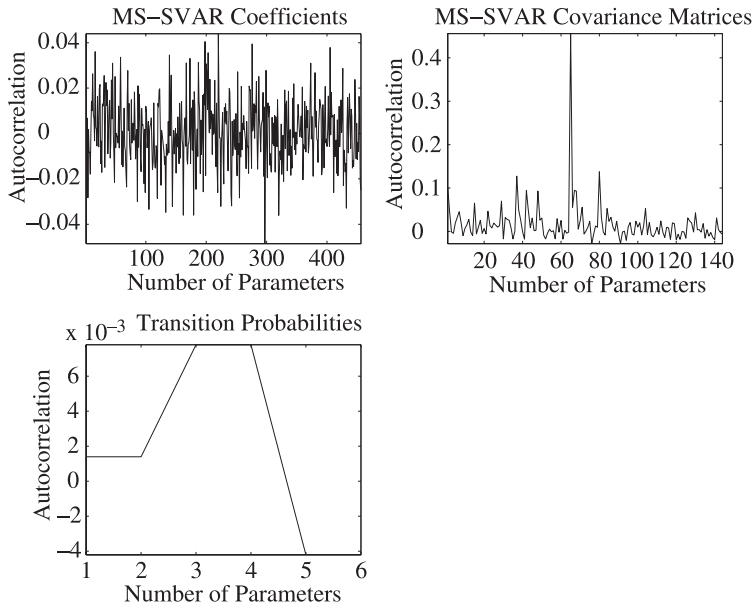 MS–SVAR Coefficients
Autocorrelation
0.04
0.02
0
–0.02
–0.04
100 200 300 400
Number of Parameters
MS–SVAR Covariance Matrices
Autocorrelation
0.4
0.3
0.2
0.1
0
20 40 60 80 100 120 140
Number of Parameters
x 10–3 Transition Probabilities
Autocorrelation
6
4
2
0
–2
–4
1 2 3 4 5 6
Number of Parameters